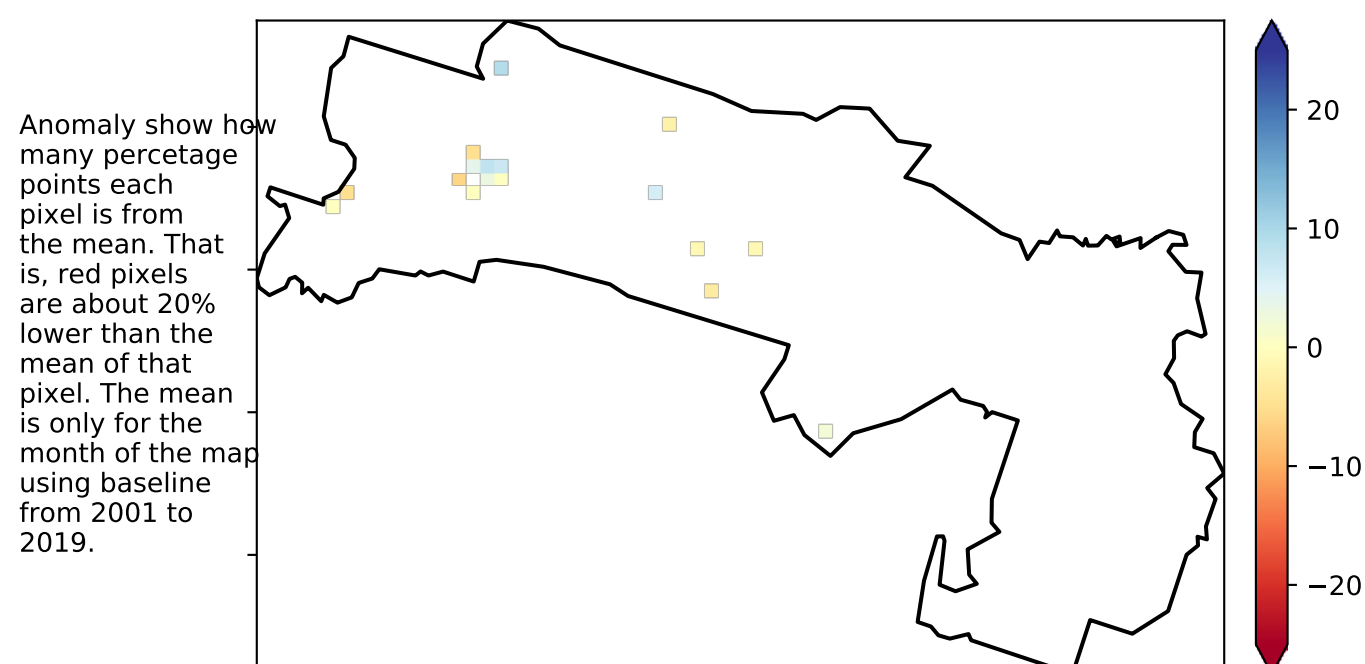 Anomaly show how
many percetage
points each
pixel is from
the mean. That
is, red pixels
are about 20%
lower than the
mean of that
pixel. The mean
is only for the
month of the map
using baseline
from 2001 to
2019.
20
10
0
−10
−20